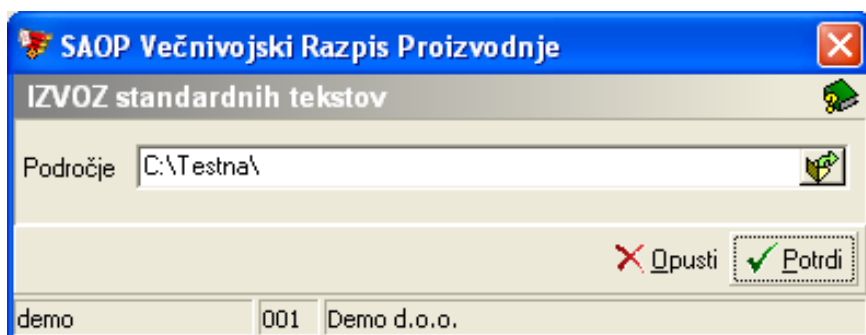 SAOP Večnivojski Razpis Proizvodnje
IZVOZ standardnih tekstov
Področje C:\Testna\
Opusti Potrdi
demo 001 Demo d.o.o.